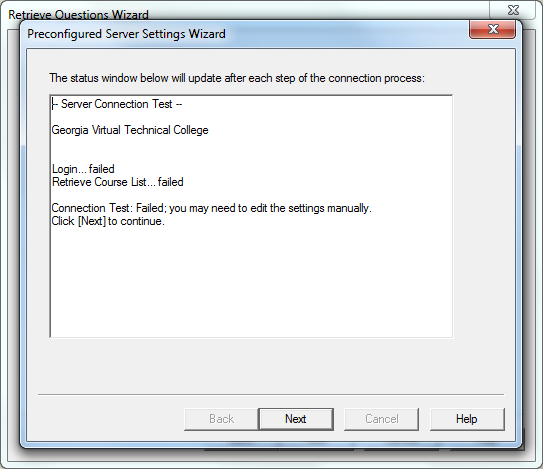 Retrieve Questions Wizard
Preconfigured Server Settings Wizard
The status window below will update after each step of the connection process:
-- Server Connection Test --
Georgia Virtual Technical College
Login... failed
Retrieve Course List... failed
Connection Test: Failed; you may need to edit the settings manually.
Click [Next] to continue.
Back Next Cancel Help